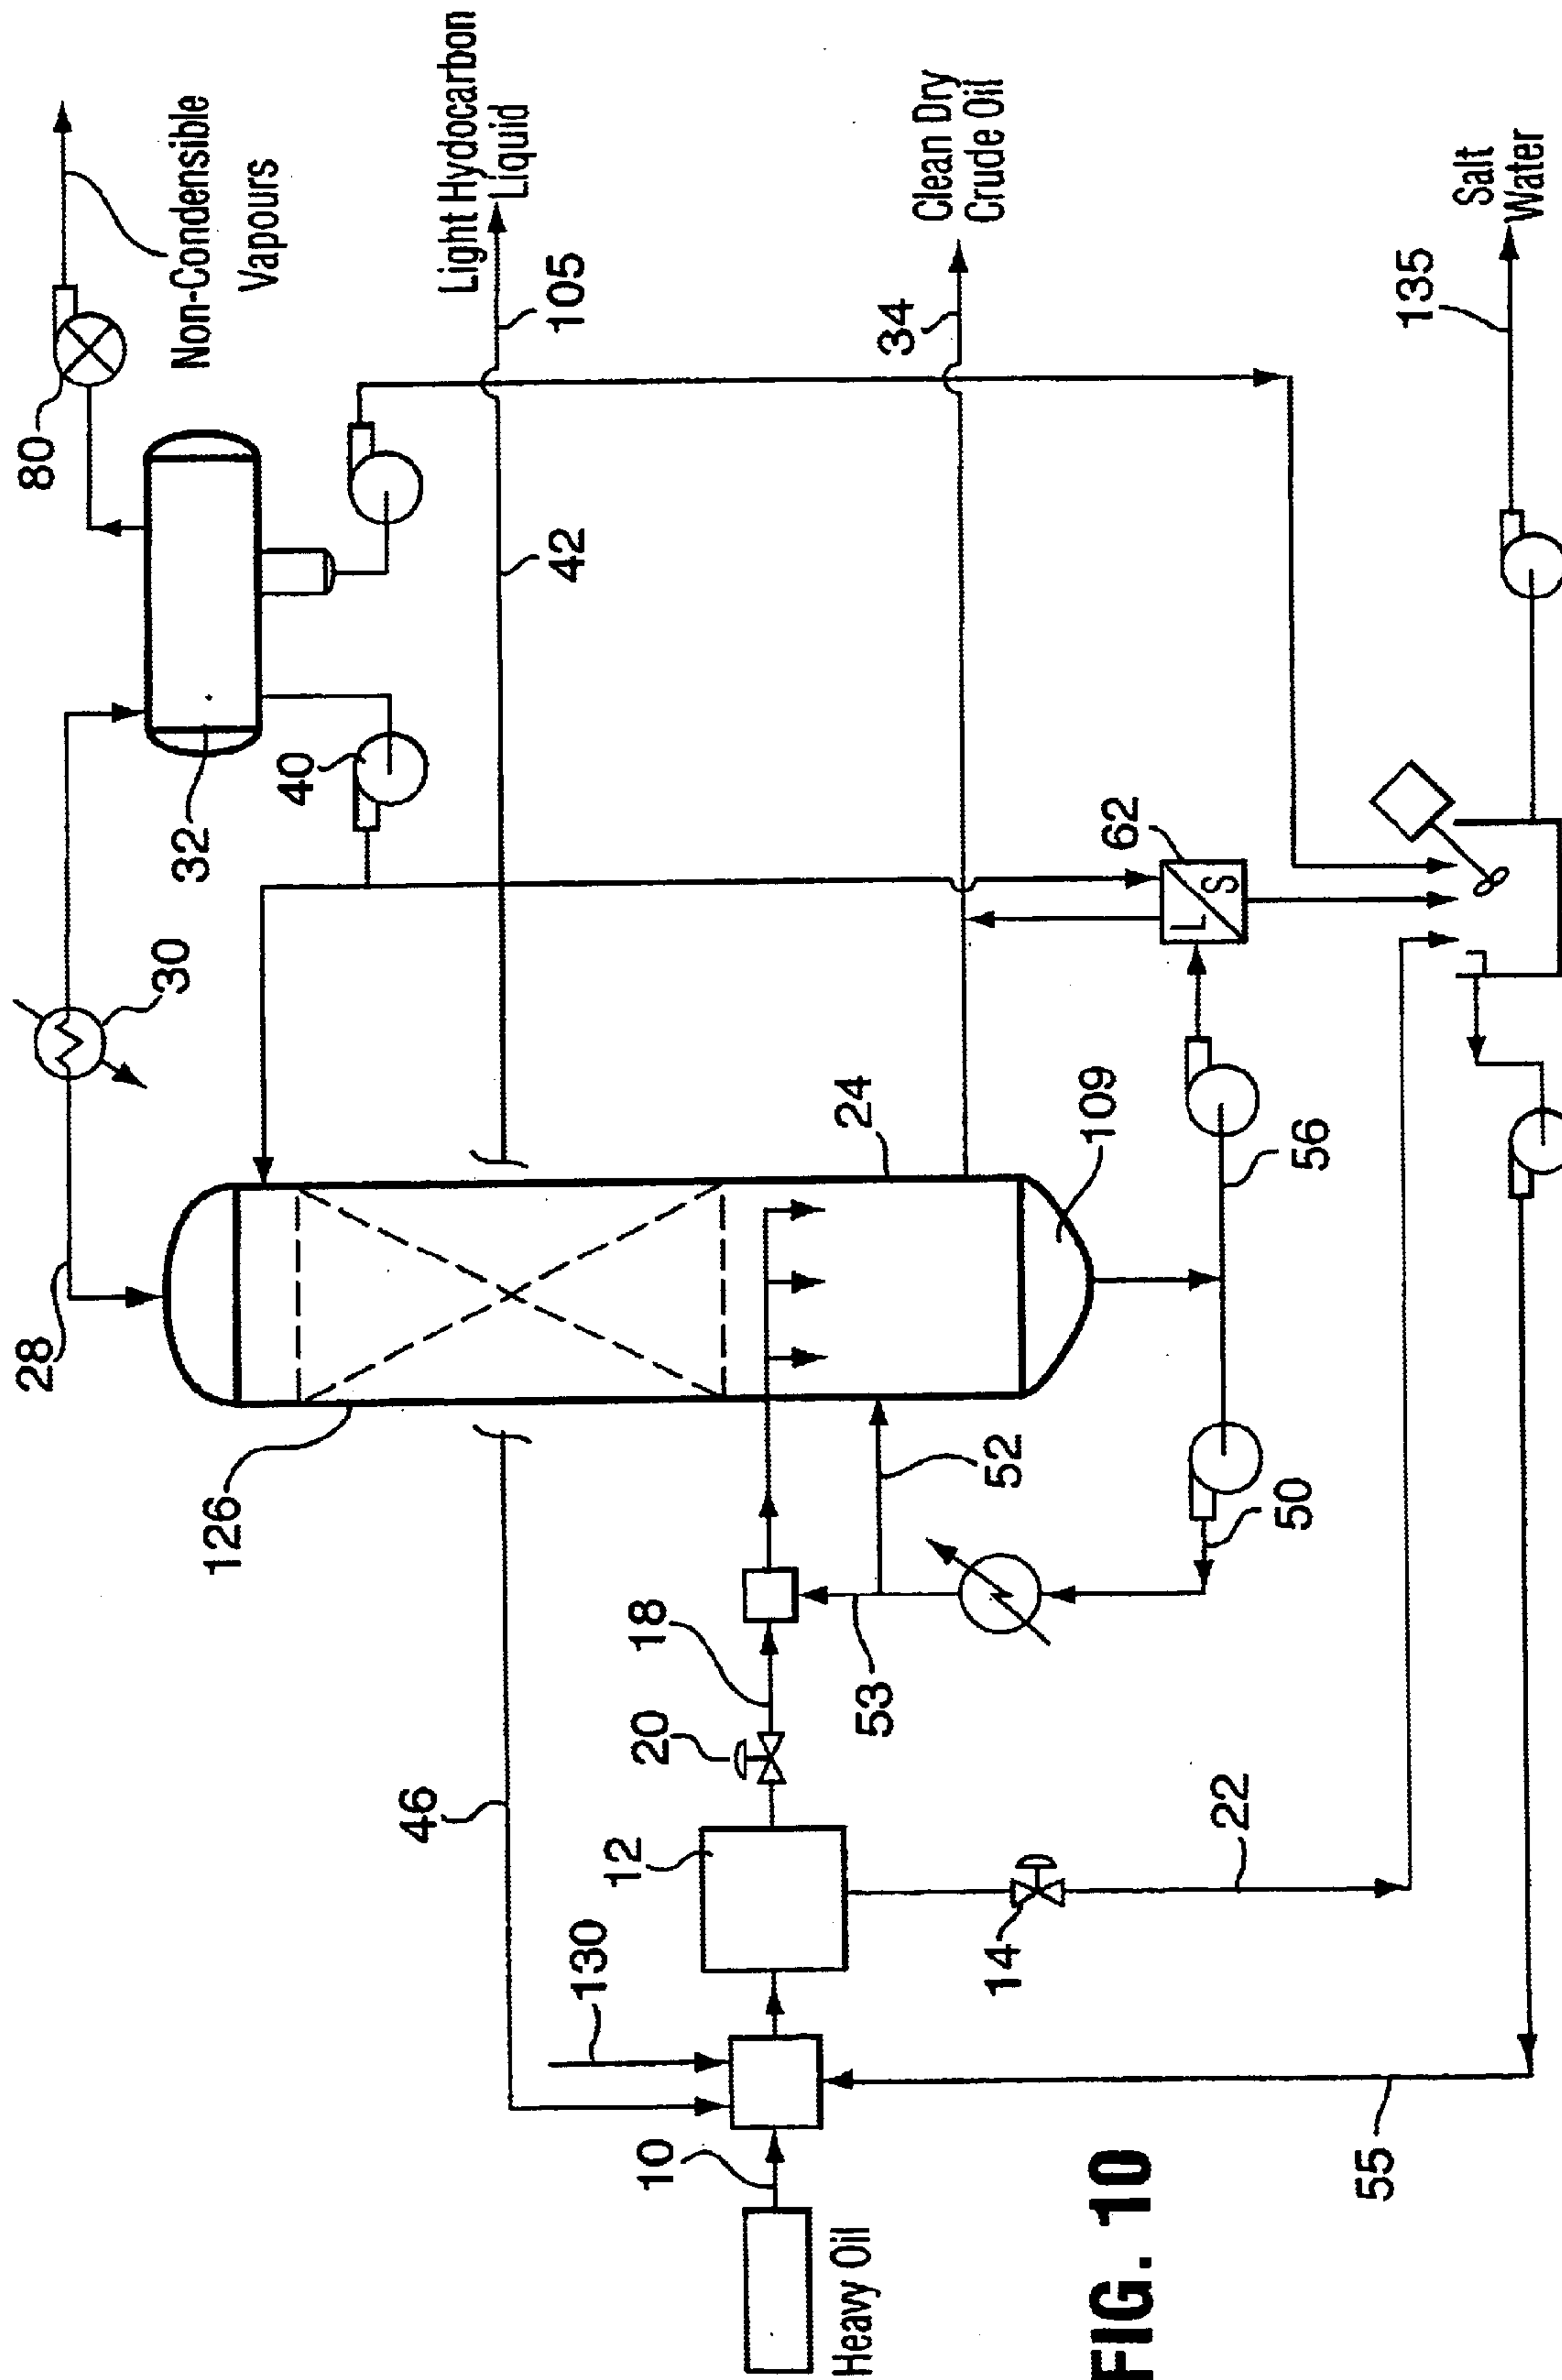 80
Non-Condensible
Vapours
Light Hydocarbon
Liquid
105
28
30
32
40
42
Clean Dry
Crude Oil
34
126
24
109
62
L
S
Salt
Water
135
46
130
12
20
18
53
52
50
56
10
Heavy Oil
14
22
55
FIG. 10